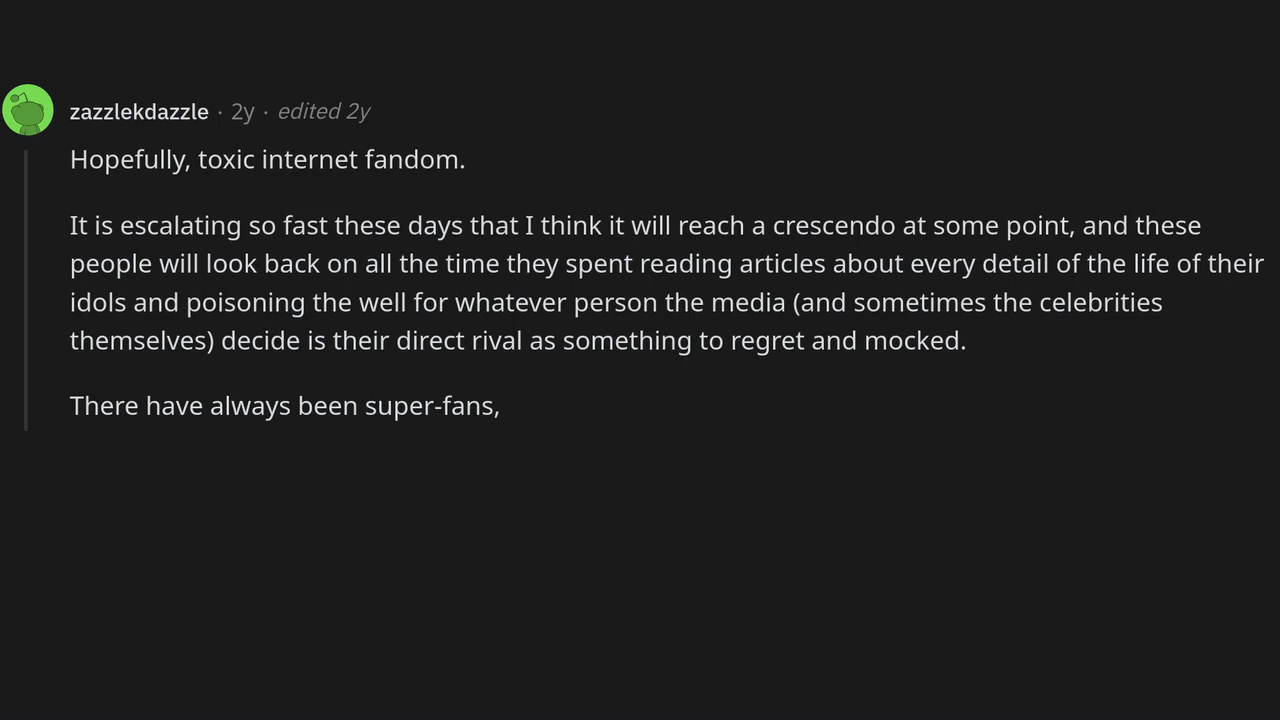 zazzlekdazzle · 2y · edited 2y
Hopefully, toxic internet fandom.
It is escalating so fast these days that I think it will reach a crescendo at some point, and these
people will look back on all the time they spent reading articles about every detail of the life of their
idols and poisoning the well for whatever person the media (and sometimes the celebrities
themselves) decide is their direct rival as something to regret and mocked.
There have always been super-fans,